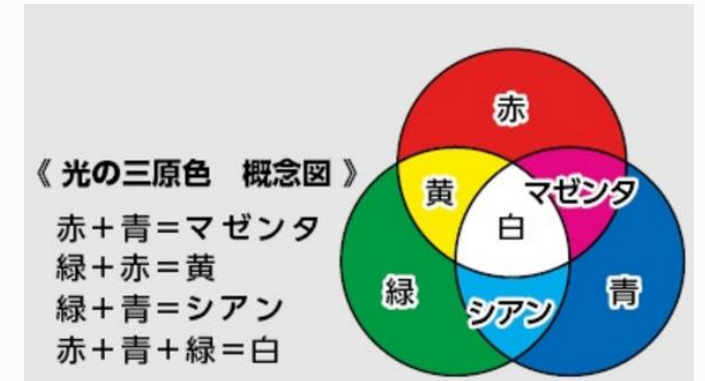 《 光の三原色　概念図 》
赤＋青＝マゼンタ
緑＋赤＝黄
緑＋青＝シアン
赤＋青＋緑＝白
赤
黄
マゼンタ
白
緑
シアン
青